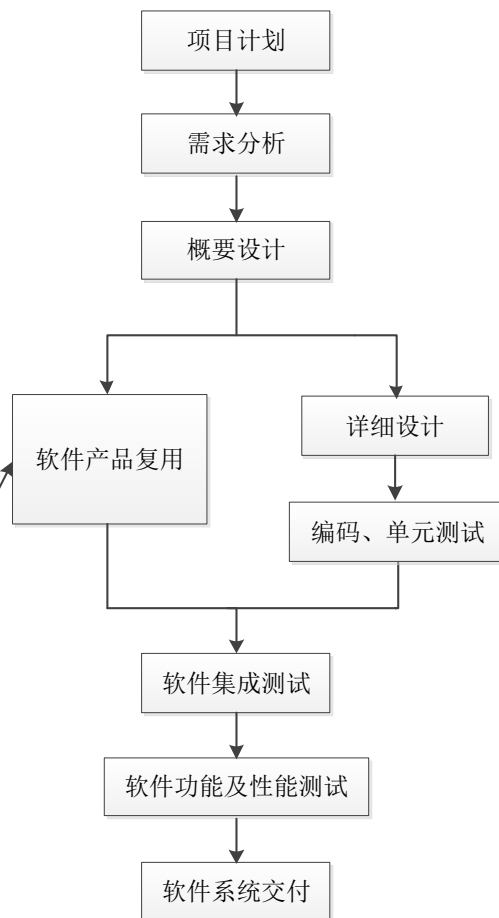 项目计划
需求分析
概要设计
软件产品复用
详细设计
编码、单元测试
软件集成测试
软件功能及性能测试
软件系统交付